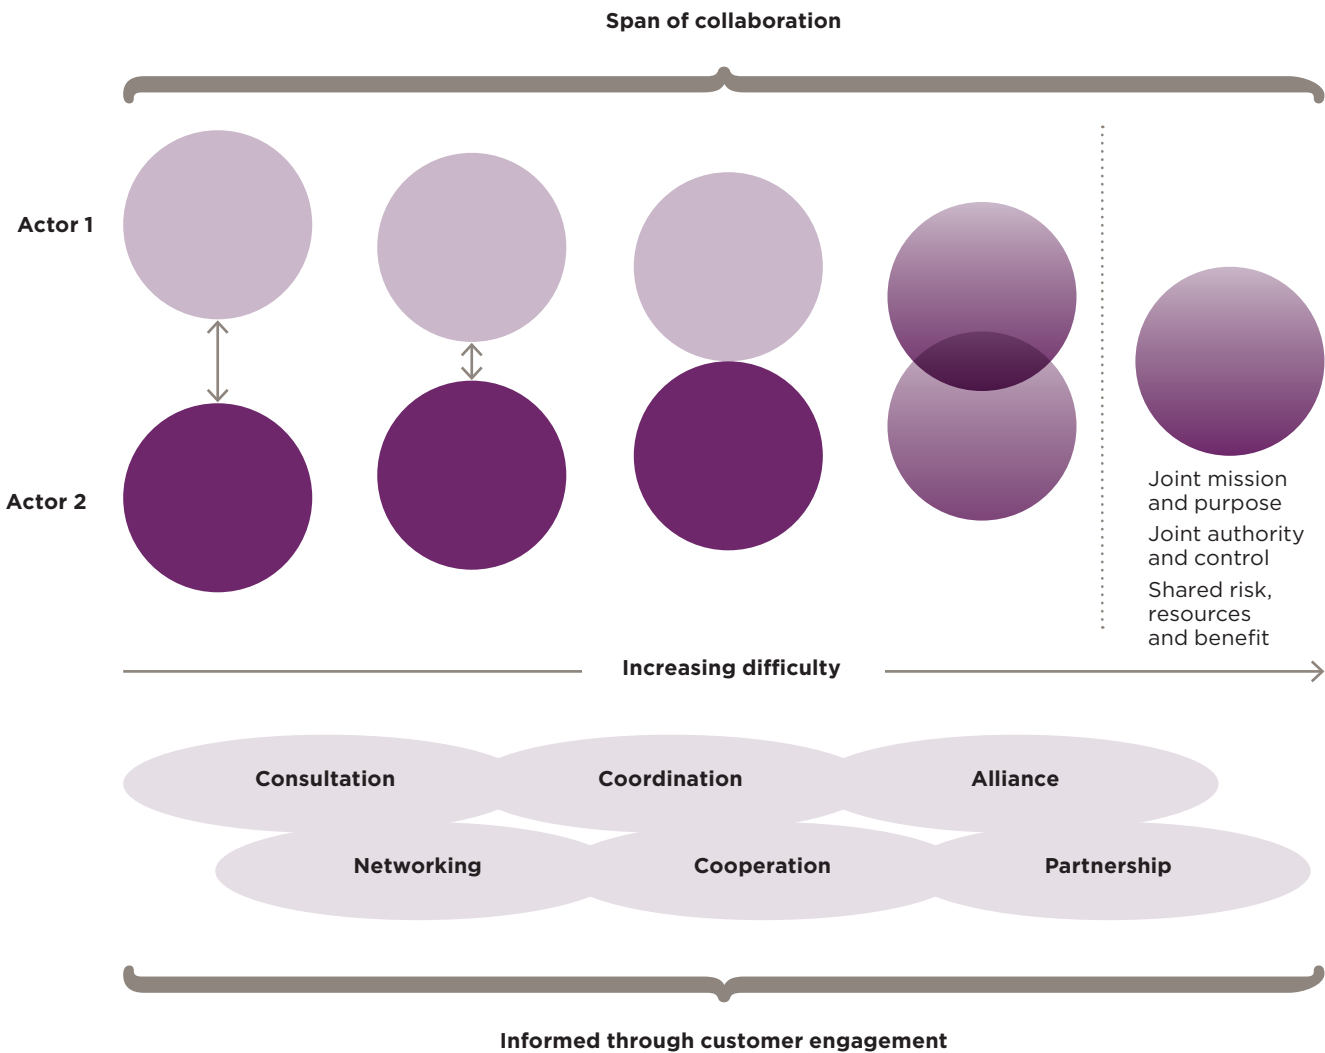 Span of collaboration
Actor 1
Actor 2
Joint mission
and purpose
Joint authority
and control
Shared risk,
resources
and benefit
Increasing difficulty
Consultation
Coordination
Alliance
Networking
Cooperation
Partnership
Informed through customer engagement